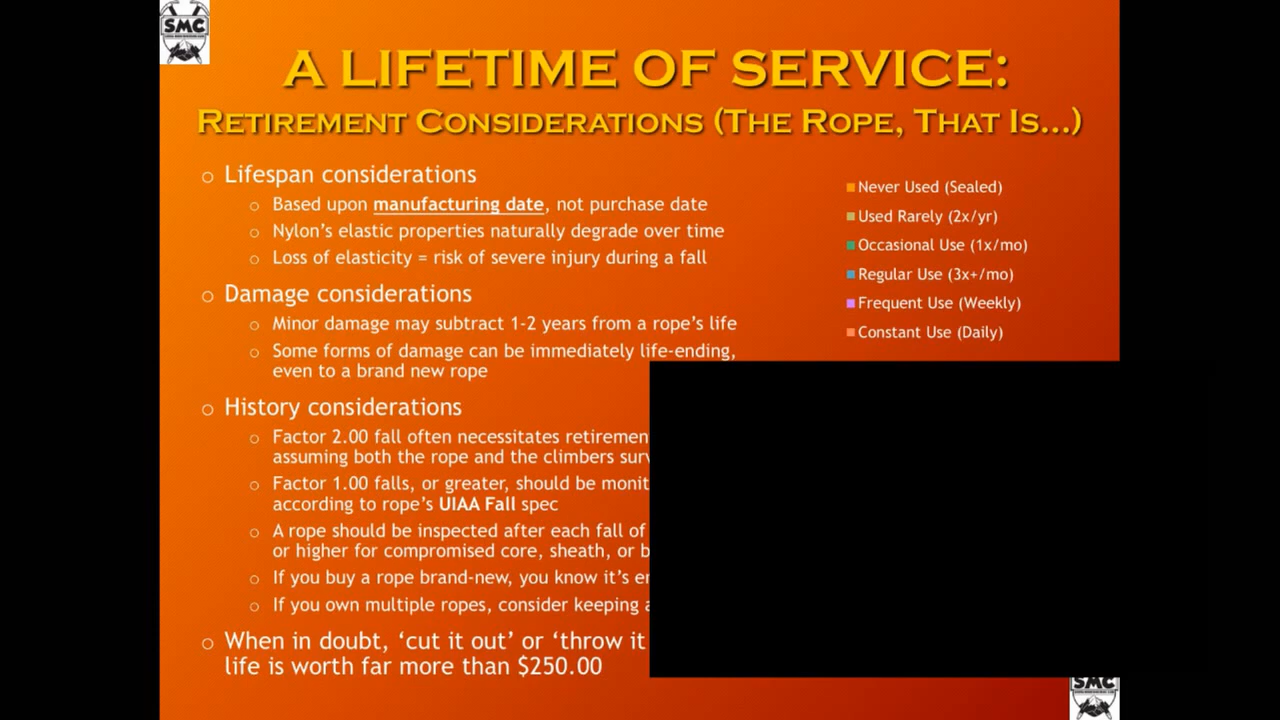 SMC
A LIFETIME OF SERVICE:
RETIREMENT CONSIDERATIONS (THE ROPE, THAT IS...)
Lifespan considerations
Based upon manufacturing date, not purchase date
Nylon's elastic properties naturally degrade over time
Loss of elasticity = risk of severe injury during a fall
Damage considerations
Minor damage may subtract 1-2 years from a rope's life
Some forms of damage can be immediately life-ending,
even to a brand new rope
History considerations
Factor 2.00 fall often necessitates
assuming both the rope and the climbers
Factor 1.00 falls, or greater, should be
according to rope's UIAA Fall spec
A rope should be inspected after each fall of
or higher for compromised core, sheath, or
If you buy a rope brand-new, you know it's
If you own multiple ropes, consider keeping
When in doubt, 'cut it out' or 'throw it
life is worth far more than $250.00
Never Used (Sealed)
Used Rarely (2x/yr)
Occasional Use (1x/mo)
Regular Use (3x+/mo)
Frequent Use (Weekly)
Constant Use (Daily)
SMC